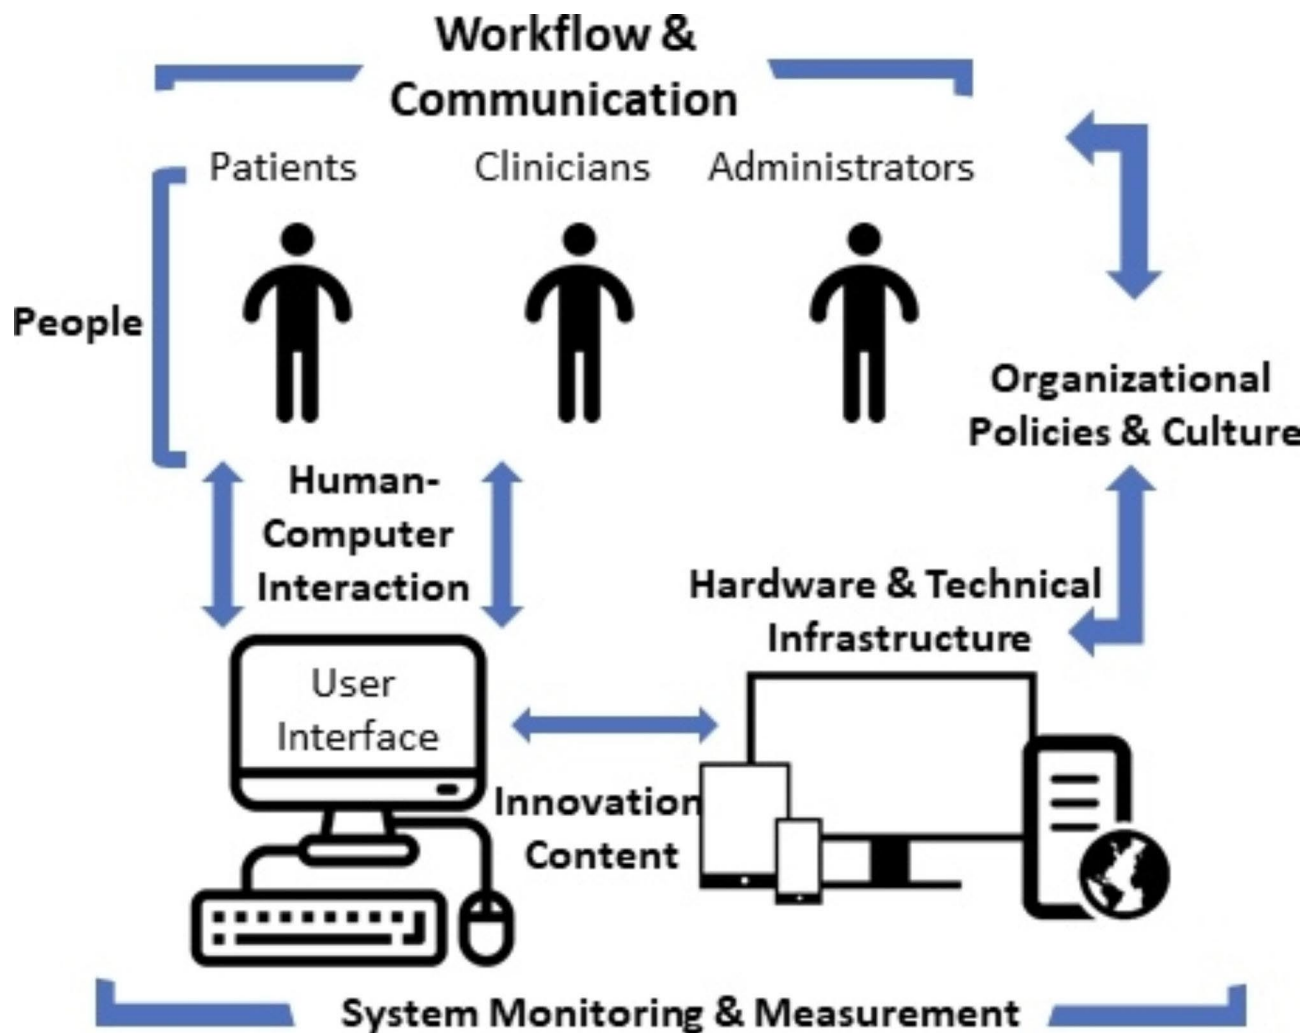 Workflow &
Communication
Patients
Clinicians
Administrators
People
Organizational
Policies & Culture
Human-
Computer
Interaction
Hardware & Technical
Infrastructure
User
Interface
Innovation
Content
System Monitoring & Measurement